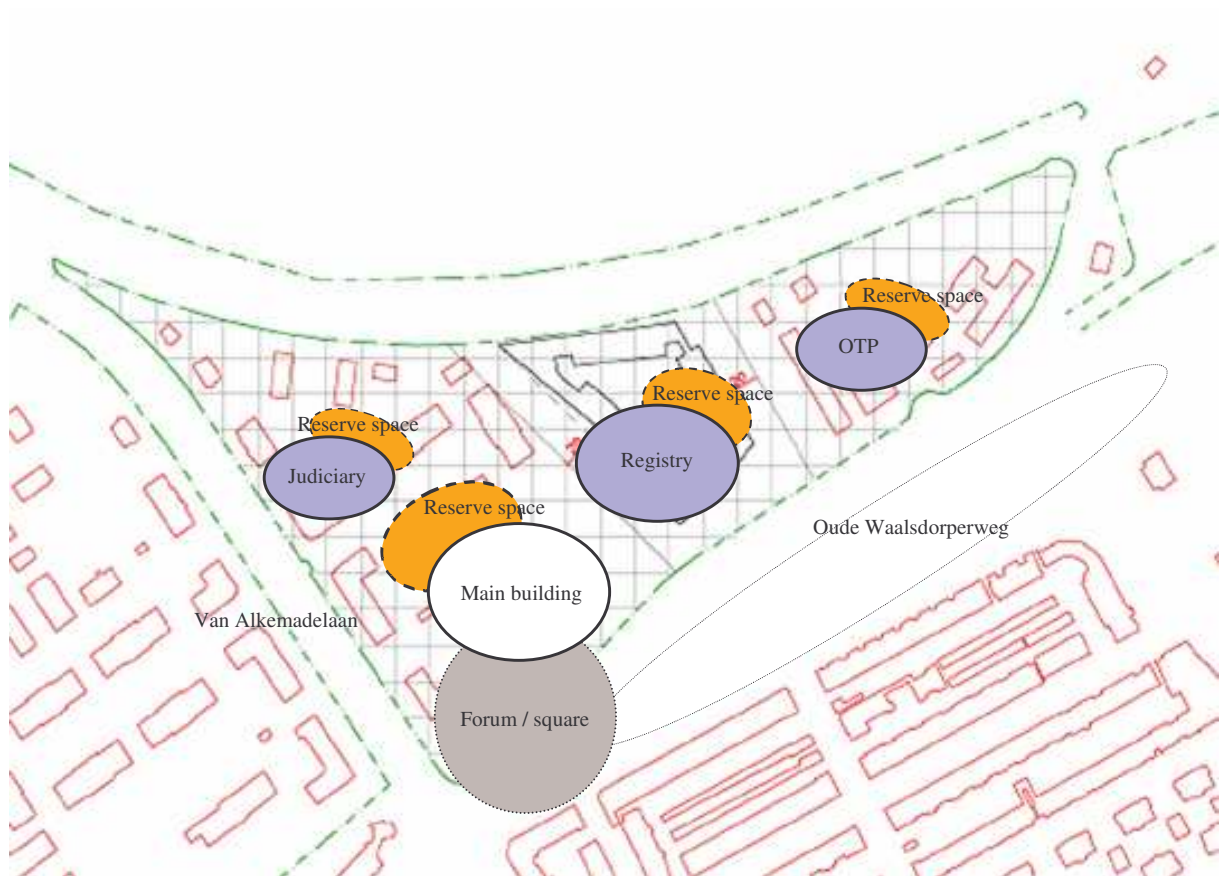 Reserve space
OTP
Reserve space
Reserve space
Registry
Judiciary
Reserve space
Oude Waalsdorperweg
Main building
Van Alkemadelaan
Forum / square